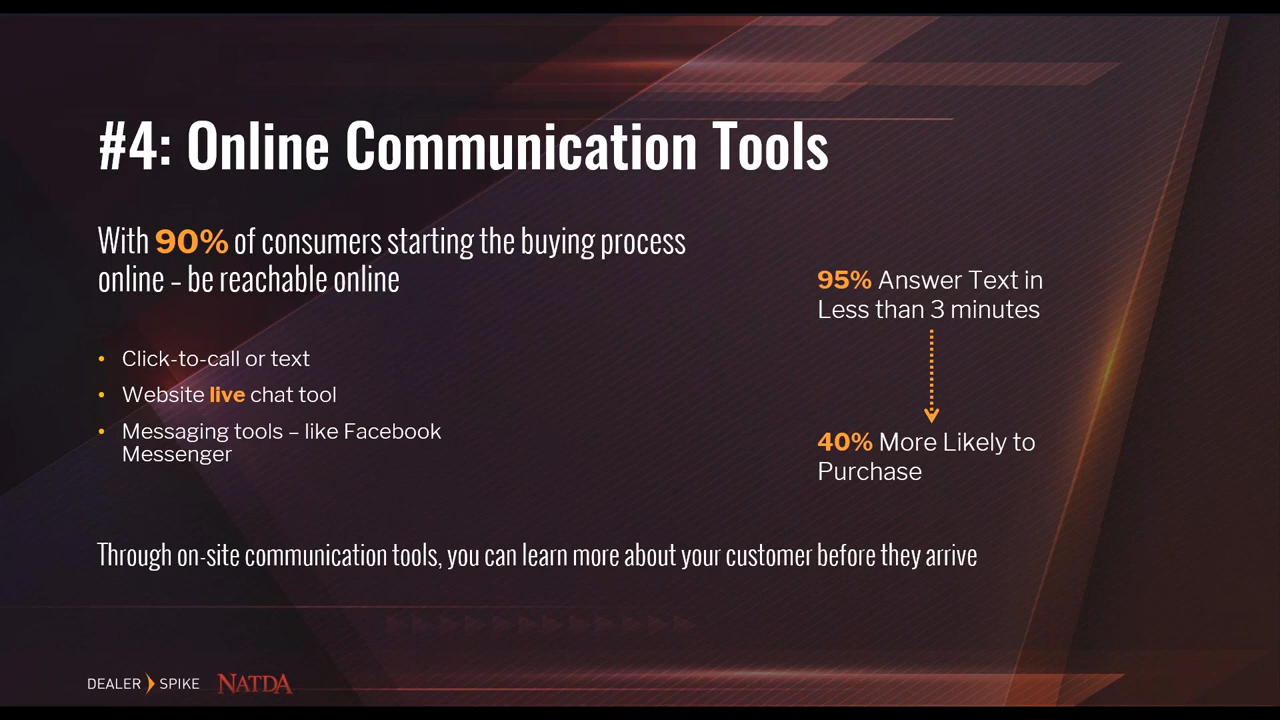 #4: Online Communication Tools
With 90% of consumers starting the buying process
online – be reachable online
• Click-to-call or text
• Website live chat tool
• Messaging tools – like Facebook
Messenger
95% Answer Text in
Less than 3 minutes
40% More Likely to
Purchase
Through on-site communication tools, you can learn more about your customer before they arrive
DEALER SPIKE NATDA